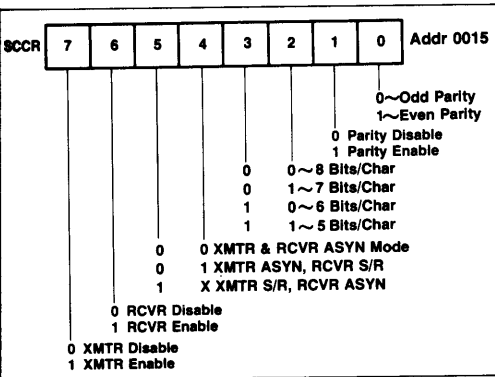 SCCR 7 6 5 4 3 2 1 0 Addr 0015
0~Odd Parity
1~Even Parity
0 Parity Disable
1 Parity Enable
0 0~8 Bits/Char
0 1~7 Bits/Char
1 0~6 Bits/Char
1 1~5 Bits/Char
0 0 XMTR & RCVR ASYN Mode
0 1 XMTR ASYN, RCVR S/R
1 X XMTR S/R, RCVR ASYN
0 RCVR Disable
1 RCVR Enable
0 XMTR Disable
1 XMTR Enable